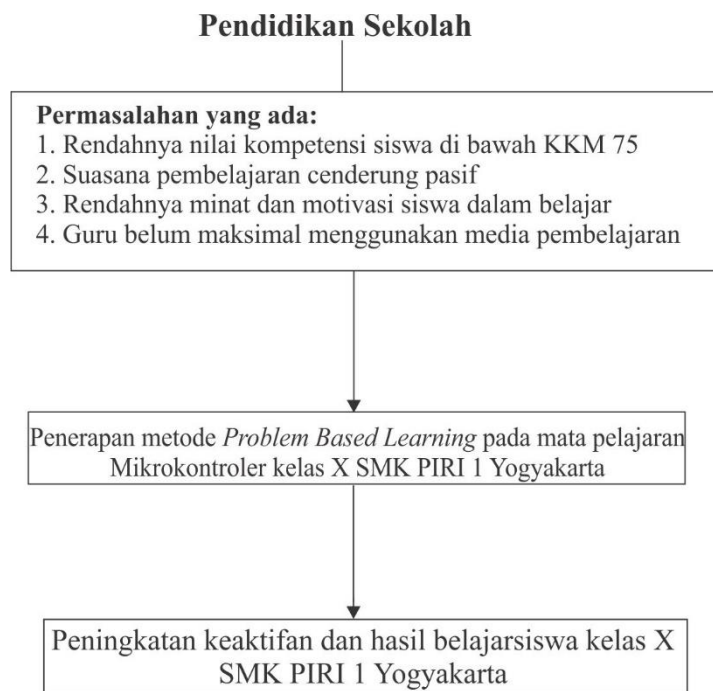 Pendidikan Sekolah
Permasalahan yang ada:
1. Rendahnya nilai kompetensi siswa di bawah KKM 75
2. Suasana pembelajaran cenderung pasif
3. Rendahnya minat dan motivasi siswa dalam belajar
4. Guru belum maksimal menggunakan media pembelajaran
Penerapan metode Problem Based Learning pada mata pelajaran
Mikrokontroler kelas X SMK PIRI 1 Yogyakarta
Peningkatan keaktifan dan hasil belajarsiswa kelas X
SMK PIRI 1 Yogyakarta